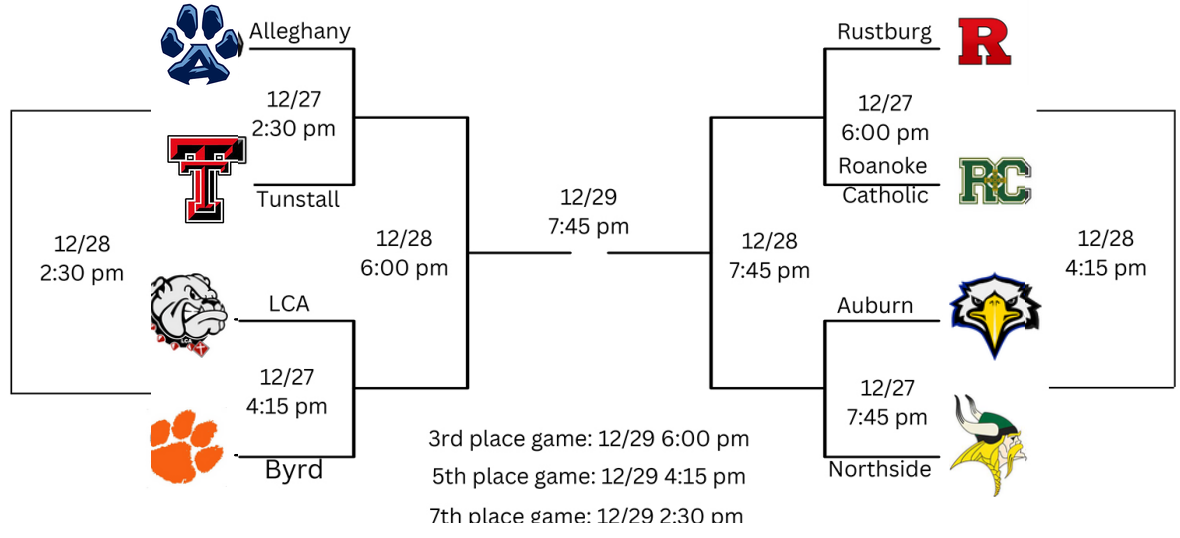 Alleghany
12/27
2:30 pm
Tunstall
12/28
2:30 pm
12/28
6:00 pm
LCA
12/27
4:15 pm
Byrd
12/29
7:45 pm
Rustburg
R
12/27
6:00 pm
Roanoke
Catholic
RC
12/28
7:45 pm
12/28
4:15 pm
Auburn
12/27
7:45 pm
Northside
A
T
3rd place game: 12/29 6:00 pm
5th place game: 12/29 4:15 pm
7th place game: 12/29 2:30 pm